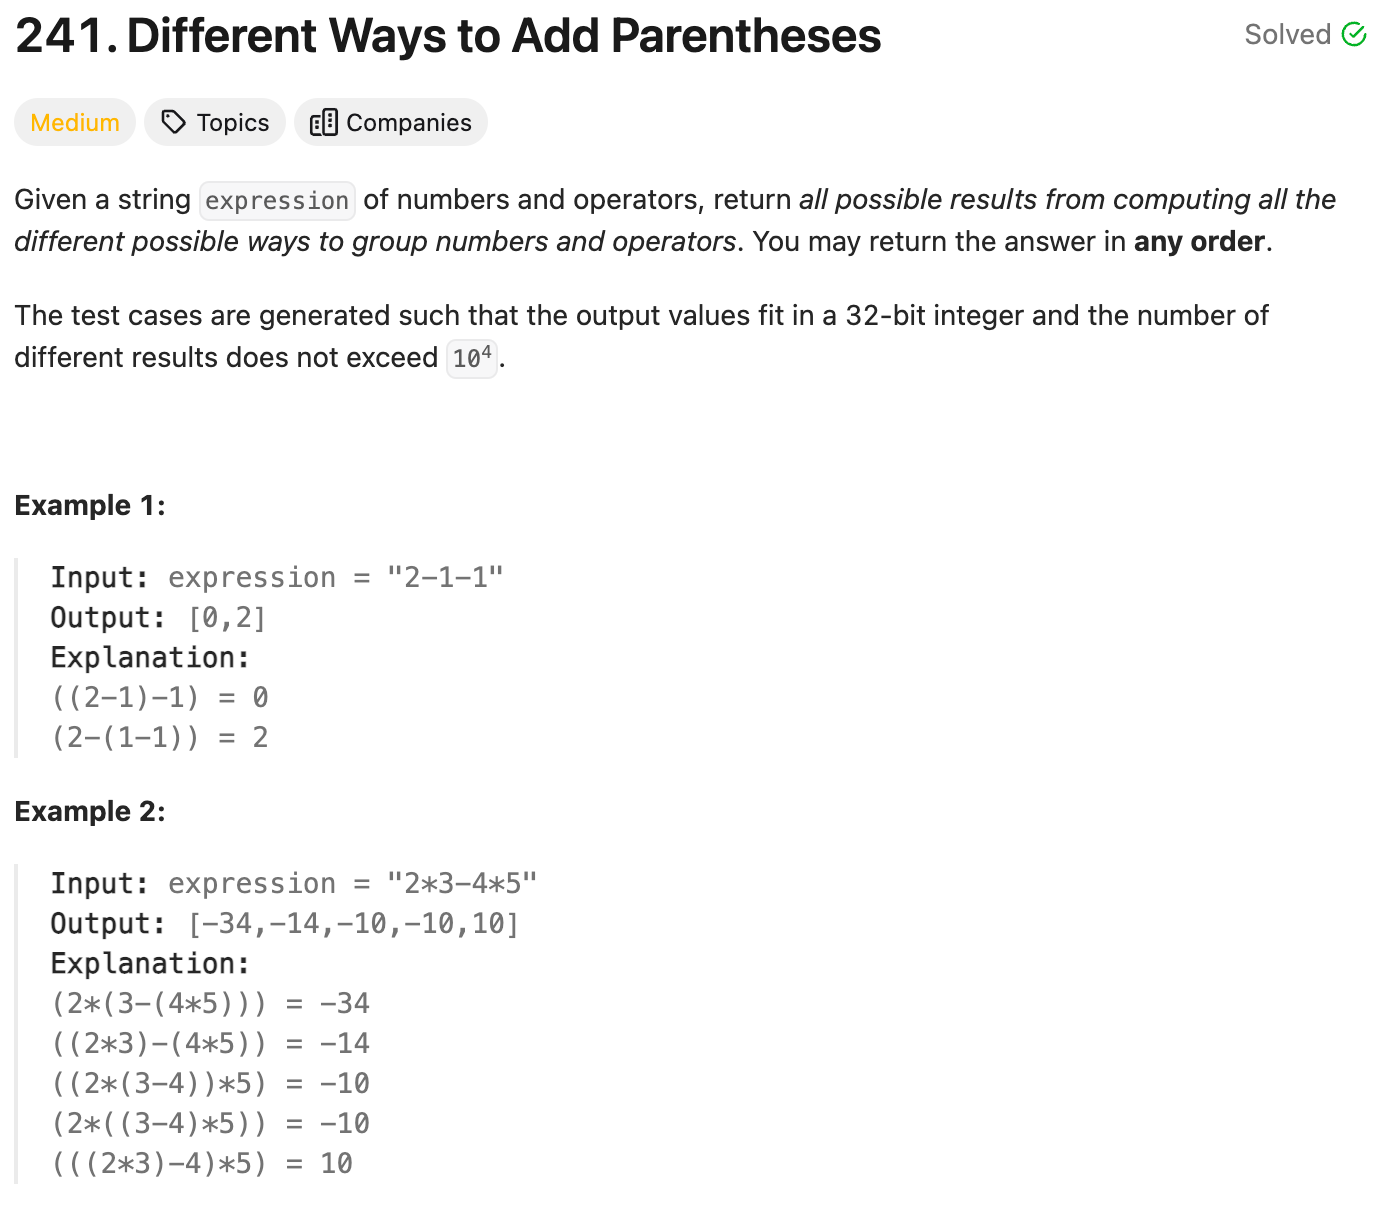 241. Different Ways to Add Parentheses
Solved
Medium
Topics
Companies
Given a string expression of numbers and operators, return all possible results from computing all the
different possible ways to group numbers and operators. You may return the answer in any order.
The test cases are generated such that the output values fit in a 32-bit integer and the number of
different results does not exceed 10⁴.
Example 1:
Input: expression = "2-1-1"
Output: [0,2]
Explanation:
((2-1)-1) = 0
(2-(1-1)) = 2
Example 2:
Input: expression = "2*3-4*5"
Output: [-34,-14,-10,-10,10]
Explanation:
(2*(3-(4*5))) = -34
((2*3)-(4*5)) = -14
((2*(3-4))*5) = -10
(2*((3-4)*5)) = -10
(((2*3)-4)*5) = 10